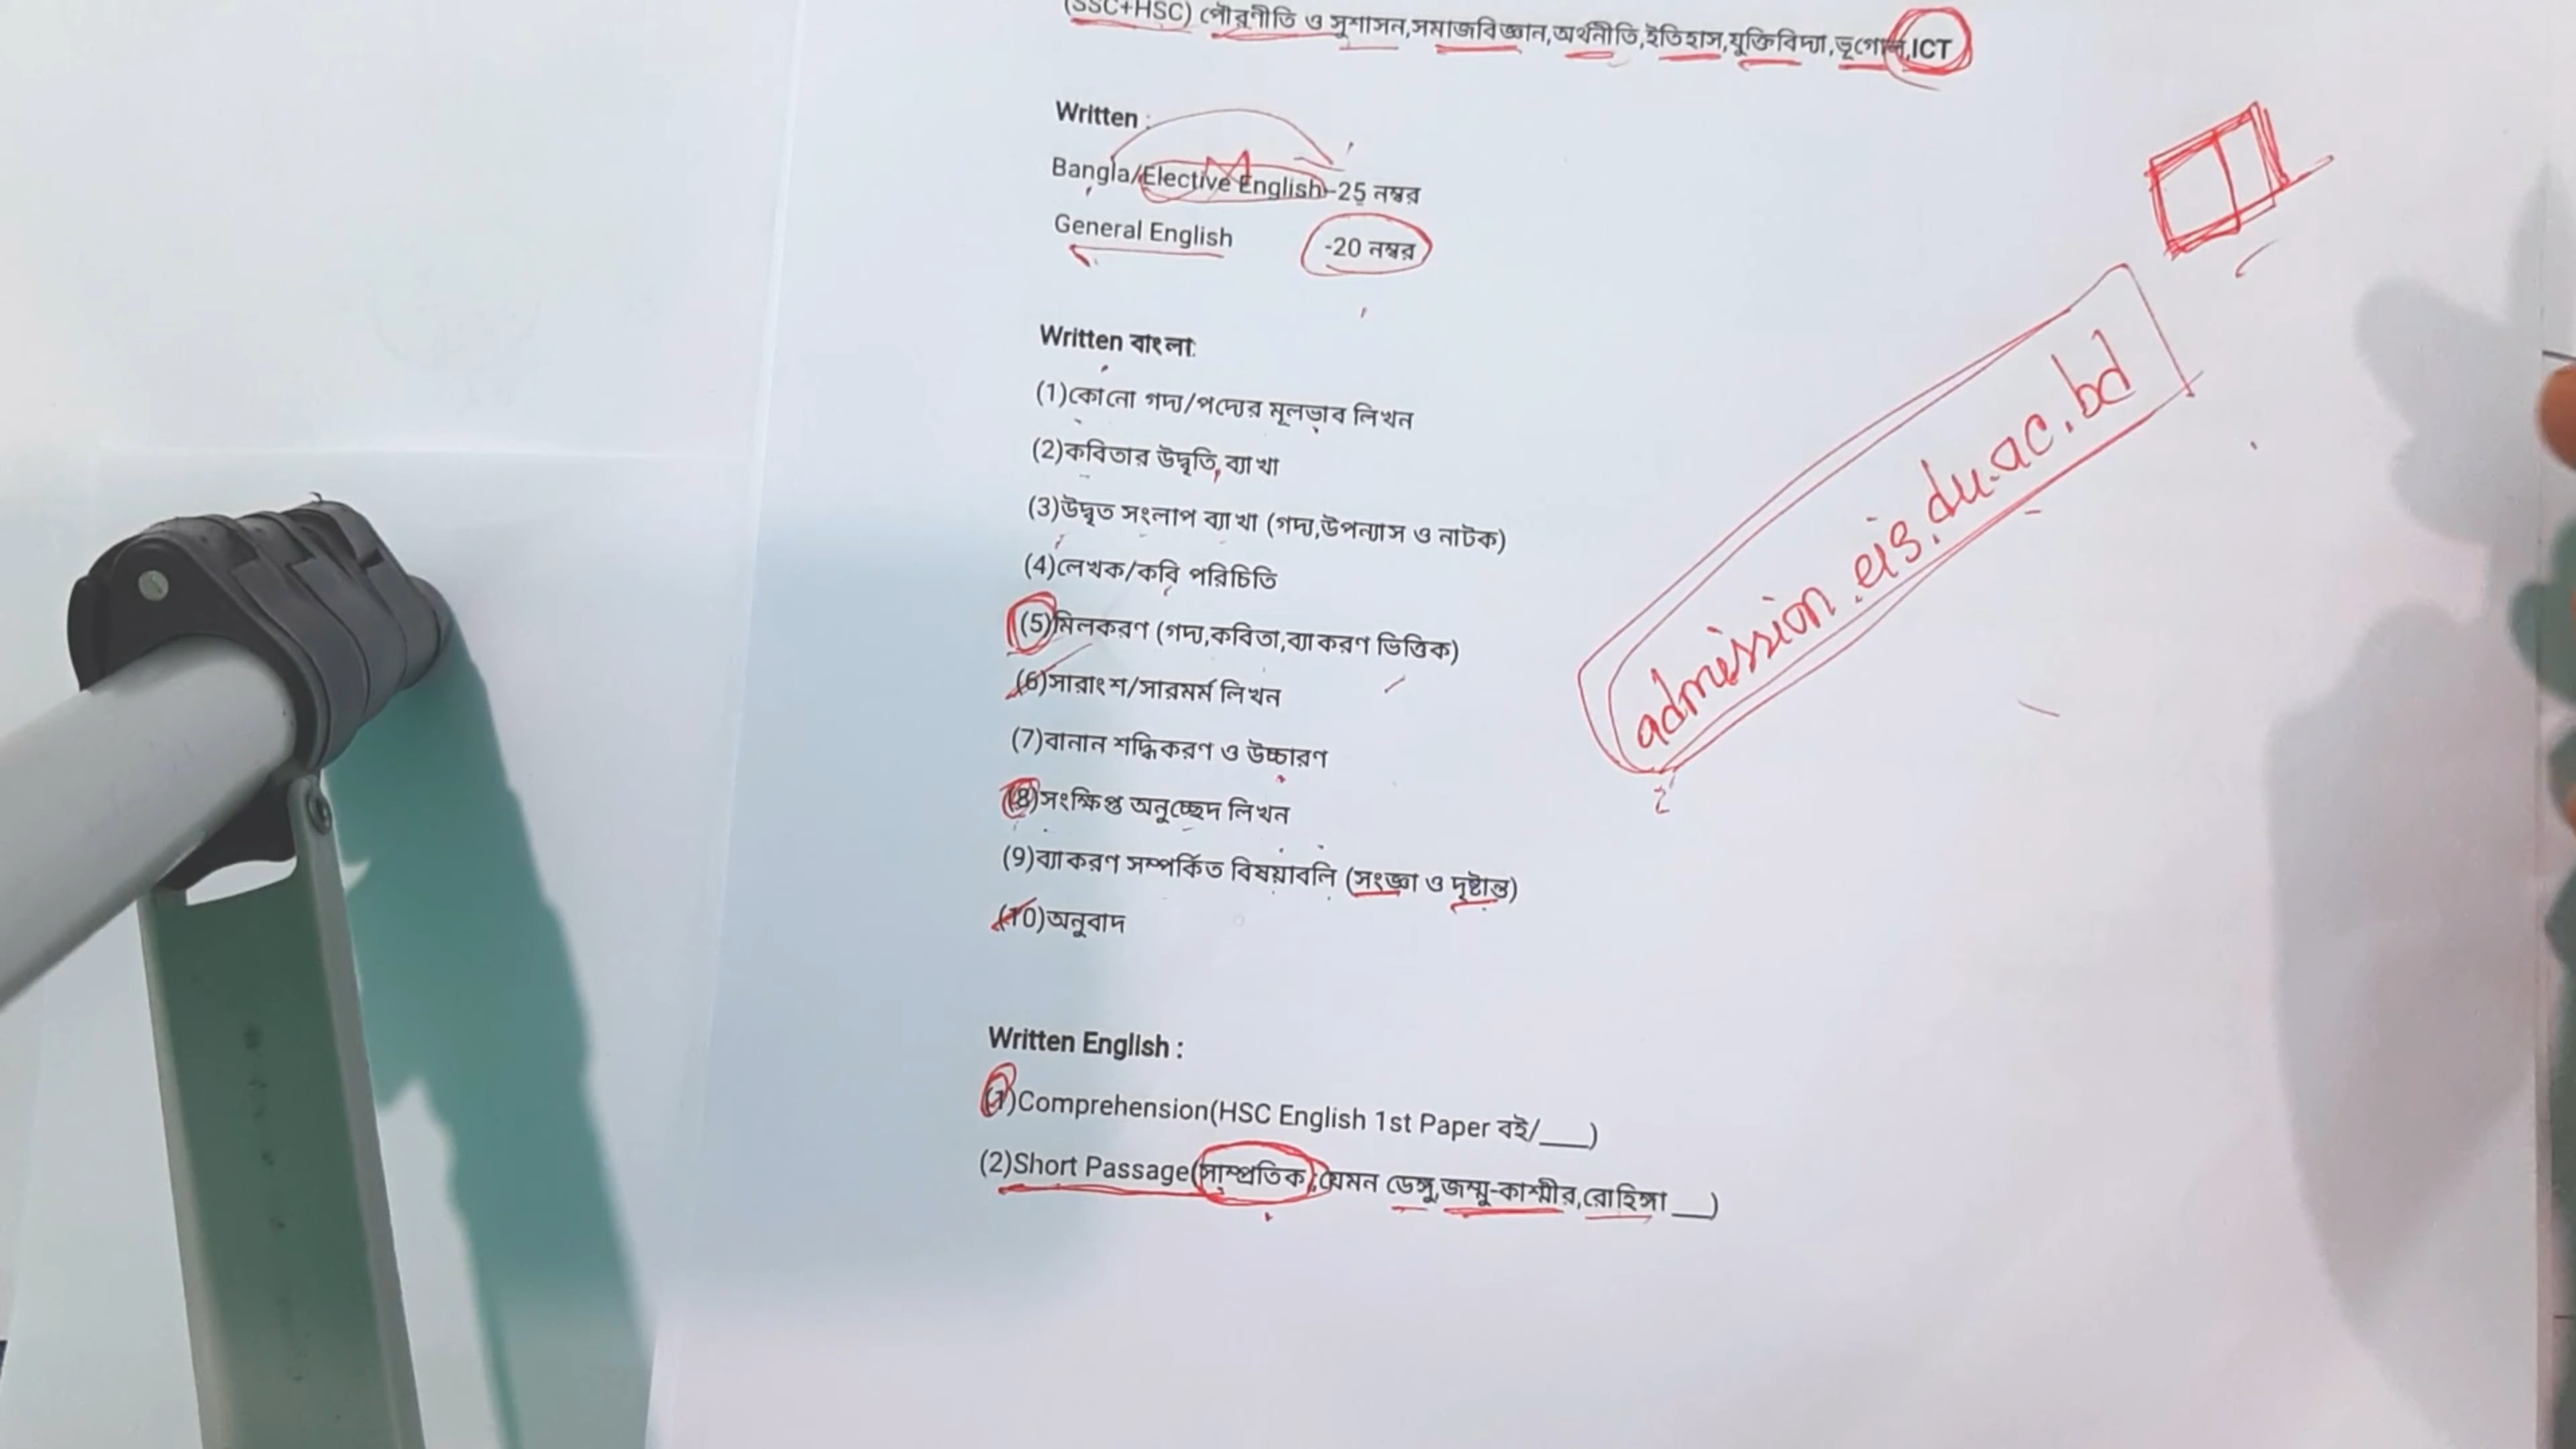 (SSC+HSC) পৌরণীতি ও সুশাসন,সমাজবিজ্ঞান,অর্থনীতি,ইতিহাস,যুক্তিবিদ্যা,ভূগোল,ICT
Written :
Bangla/Elective English-25 নম্বর
General English -20 নম্বর
Written বাংলা:
(1)কোনো গদ্য/পদ্যের মূলভাব লিখন
(2)কবিতার উদ্বৃতি,ব্যাখা
(3)উদ্বৃত সংলাপ ব্যাখা (গদ্য,উপন্যাস ও নাটক)
(4)লেখক/কবি পরিচিতি
(5)মিলকরণ (গদ্য,কবিতা,ব্যাকরণ ভিত্তিক)
(6)সারাংশ/সারমর্ম লিখন
(7)বানান শদ্ধিকরণ ও উচ্চারণ
(8)সংক্ষিপ্ত অনুচ্ছেদ লিখন
(9)ব্যাকরণ সম্পর্কিত বিষয়াবলি (সংজ্ঞা ও দৃষ্টান্ত)
(10)অনুবাদ
Written English :
(1)Comprehension(HSC English 1st Paper বই/___)
(2)Short Passage(সাম্প্রতিক;যেমন ডেঙ্গু,জম্মু-কাশ্মীর,রোহিঙ্গা ___)
admission.eis.du.ac.bd